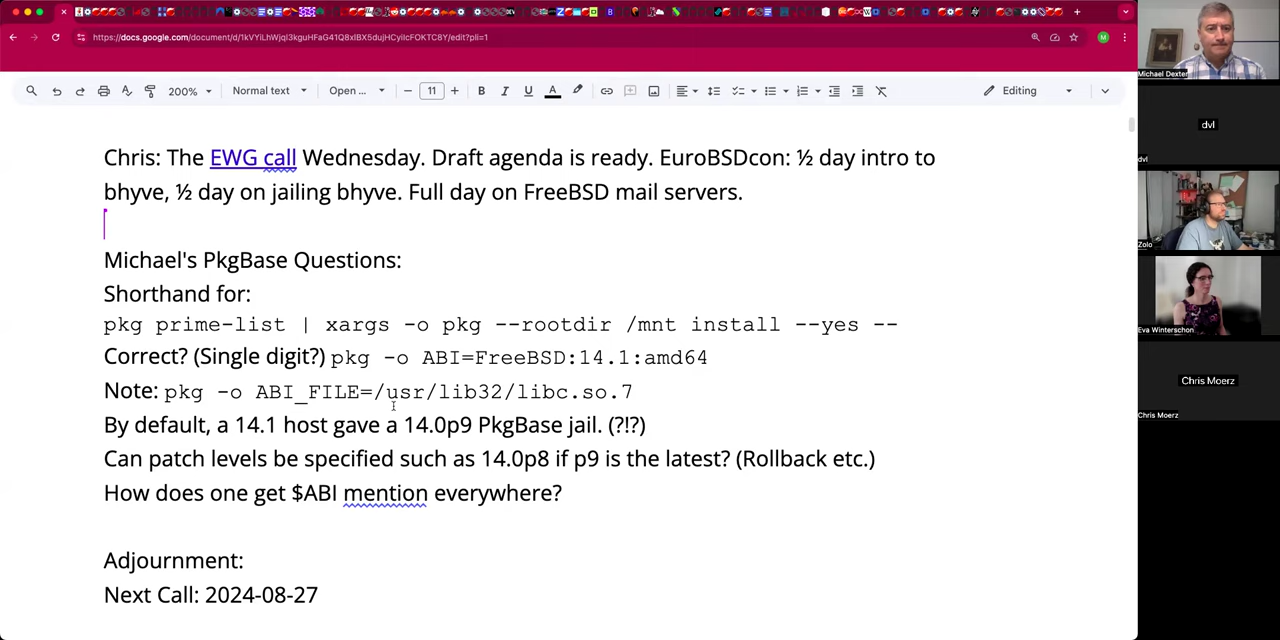 https://docs.google.com/document/d/1kVYiLhWjqI3kguHFaG41Q8xIBX5dujHCyiIcFOKTC8Y/edit?pli=1
M
200%
Normal text
Open ...
11
B
I
U
A
Editing
Chris: The EWG call Wednesday. Draft agenda is ready. EuroBSDcon: ½ day intro to
bhyve, ½ day on jailing bhyve. Full day on FreeBSD mail servers.
Michael's PkgBase Questions:
Shorthand for:
pkg prime-list | xargs -o pkg --rootdir /mnt install --yes --
Correct? (Single digit?) pkg -o ABI=FreeBSD:14.1:amd64
Note: pkg -o ABI_FILE=/usr/lib32/libc.so.7
By default, a 14.1 host gave a 14.0p9 PkgBase jail. (?!?)
Can patch levels be specified such as 14.0p8 if p9 is the latest? (Rollback etc.)
How does one get $ABI mention everywhere?
Adjournment:
Next Call: 2024-08-27
Michael Dexter
dvl
dvl
Zolo
Eva Winterschon
Chris Moerz
Chris Moerz